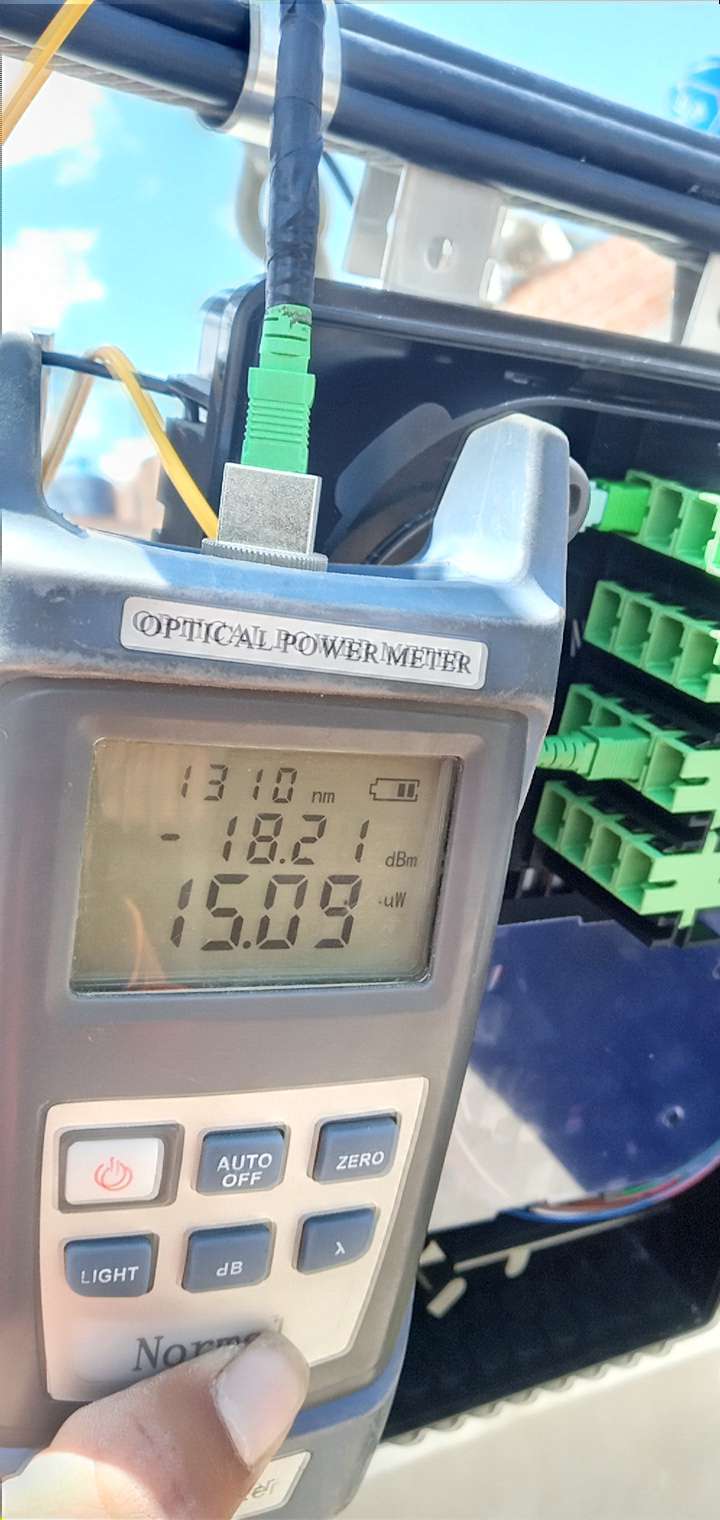 OPTICAL POWER METER
1310 nm
-18.21 dBm
15.09 uW
AUTO OFF
ZERO
LIGHT
dB
λ